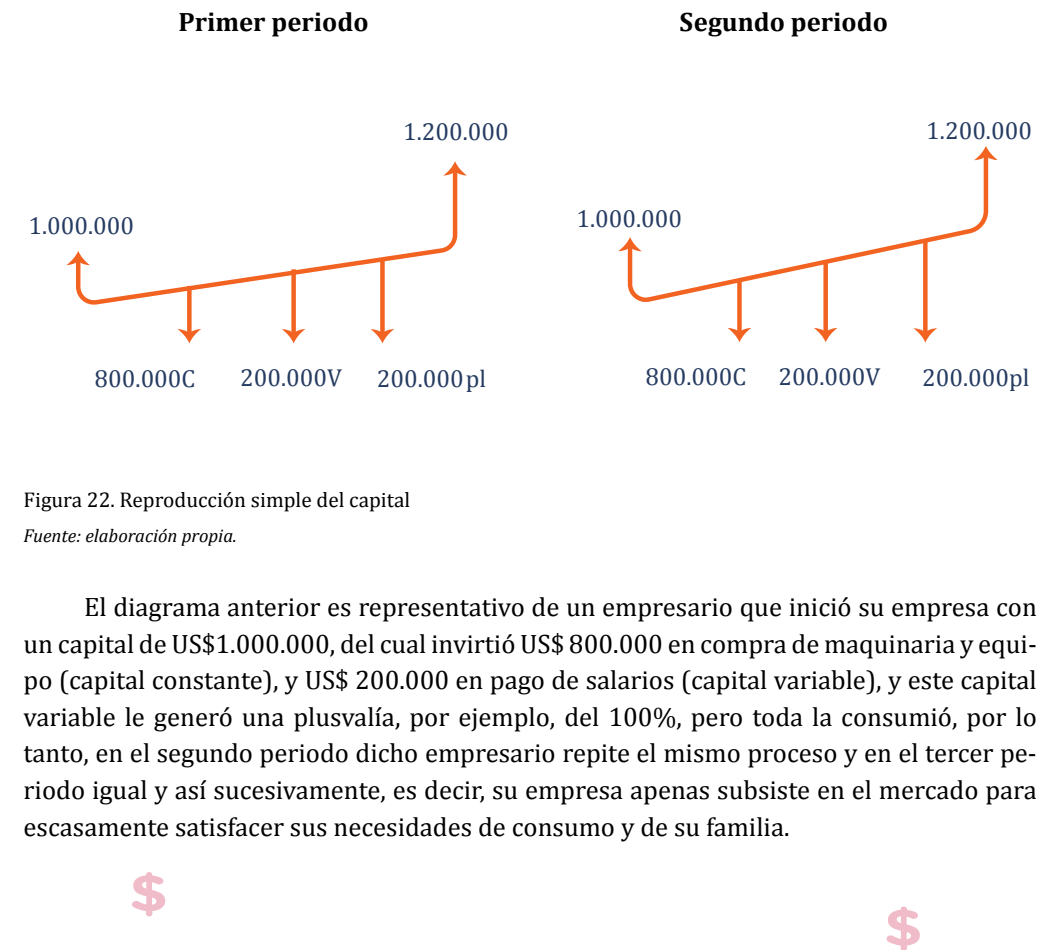 Primer periodo
Segundo periodo
1.200.000
1.000.000
800.000C 200.000V 200.000pl
1.200.000
1.000.000
800.000C 200.000V 200.000pl
Figura 22. Reproducción simple del capital
Fuente: elaboración propia.
El diagrama anterior es representativo de un empresario que inició su empresa con
un capital de US$1.000.000, del cual invirtió US$ 800.000 en compra de maquinaria y equi-
po (capital constante), y US$ 200.000 en pago de salarios (capital variable), y este capital
variable le generó una plusvalía, por ejemplo, del 100%, pero toda la consumió, por lo
tanto, en el segundo periodo dicho empresario repite el mismo proceso y en el tercer pe-
riodo igual y así sucesivamente, es decir, su empresa apenas subsiste en el mercado para
escasamente satisfacer sus necesidades de consumo y de su familia.
$
$